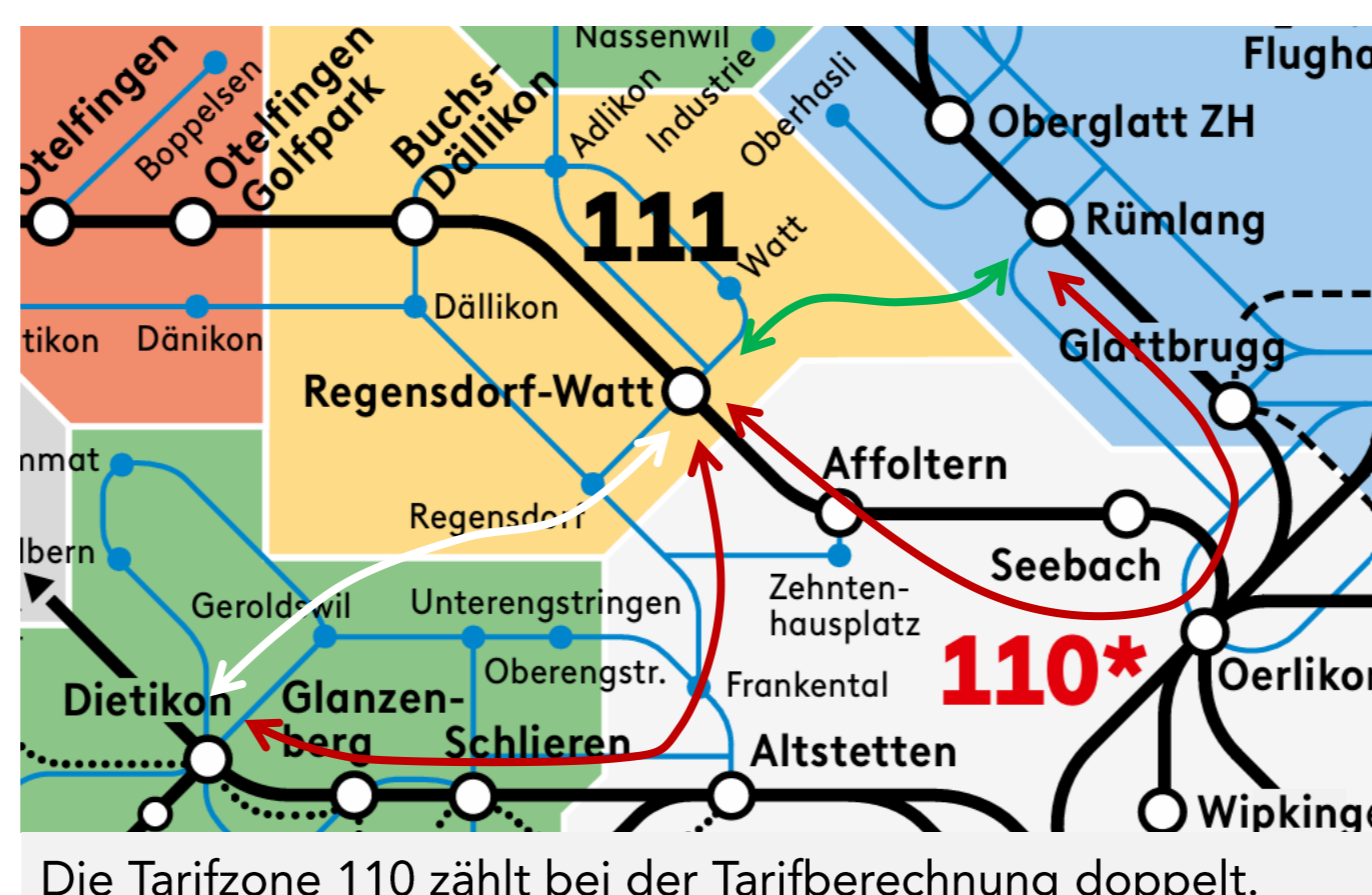 Nassenwil
Industrie
Flugha
Otelfingen
Boppelsen
Otelfingen
Golfpark
Buchs-
Dällikon
Adlikon
Oberhasli
Oberglatt ZH
111
Watt
Rümlang
Dällikon
tikon
Dänikon
Glattbrugg
Regensdorf-Watt
mmat
Affoltern
Regensdorf
lbern
Seebach
Geroldswil
Unterengstringen
Zehnten-
hausplatz
Oberengstr.
110*
Dietikon
Glanzen-
berg
Frankental
Oerlikon
Schlieren
Altstetten
Wipkinge
Die Tarifzone 110 zählt bei der Tarifberechnung doppelt.